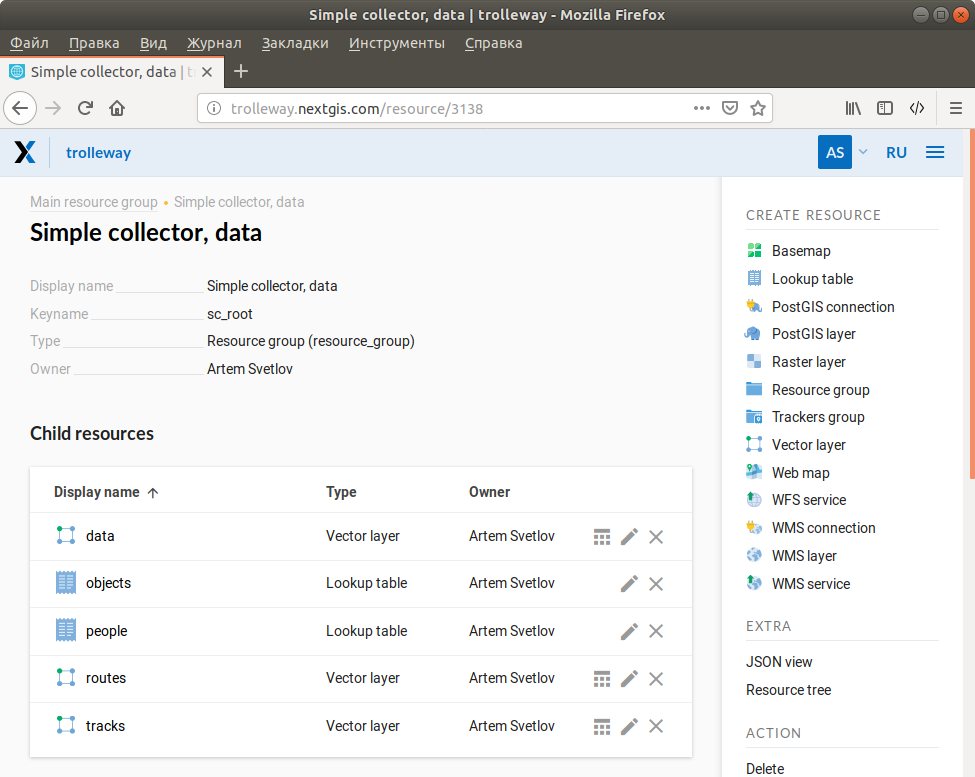 Simple collector, data | trolleway - Mozilla Firefox
Файл Правка Вид Журнал Закладки Инструменты Справка
Simple collector, data | t
trolleway.nextgis.com/resource/3138
trolleway AS RU
Main resource group • Simple collector, data
Simple collector, data
Display name Simple collector, data
Keyname sc_root
Type Resource group (resource_group)
Owner Artem Svetlov
Child resources
Display name Type Owner
data Vector layer Artem Svetlov
objects Lookup table Artem Svetlov
people Lookup table Artem Svetlov
routes Vector layer Artem Svetlov
tracks Vector layer Artem Svetlov
CREATE RESOURCE
Basemap
Lookup table
PostGIS connection
PostGIS layer
Raster layer
Resource group
Trackers group
Vector layer
Web map
WFS service
WMS connection
WMS layer
WMS service
EXTRA
JSON view
Resource tree
ACTION
Delete